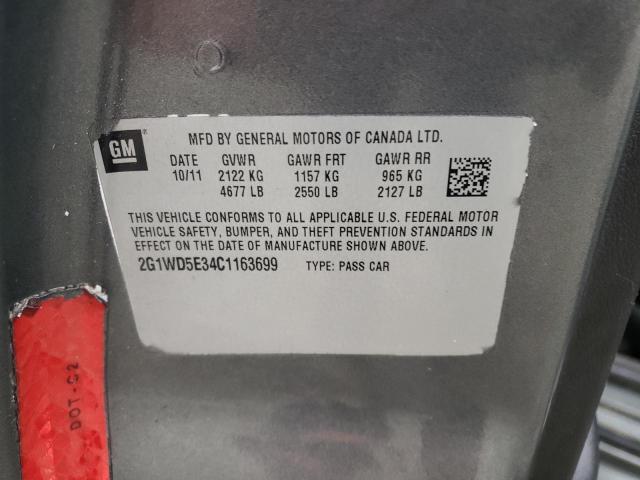 GM
®
MFD BY GENERAL MOTORS OF CANADA LTD.
DATE GVWR GAWR FRT GAWR RR
10/11 2122 KG 1157 KG 965 KG
4677 LB 2550 LB 2127 LB
THIS VEHICLE CONFORMS TO ALL APPLICABLE U.S. FEDERAL MOTOR
VEHICLE SAFETY, BUMPER, AND THEFT PREVENTION STANDARDS IN
EFFECT ON THE DATE OF MANUFACTURE SHOWN ABOVE.
2G1WD5E34C1163699 TYPE: PASS CAR
DOT-C2